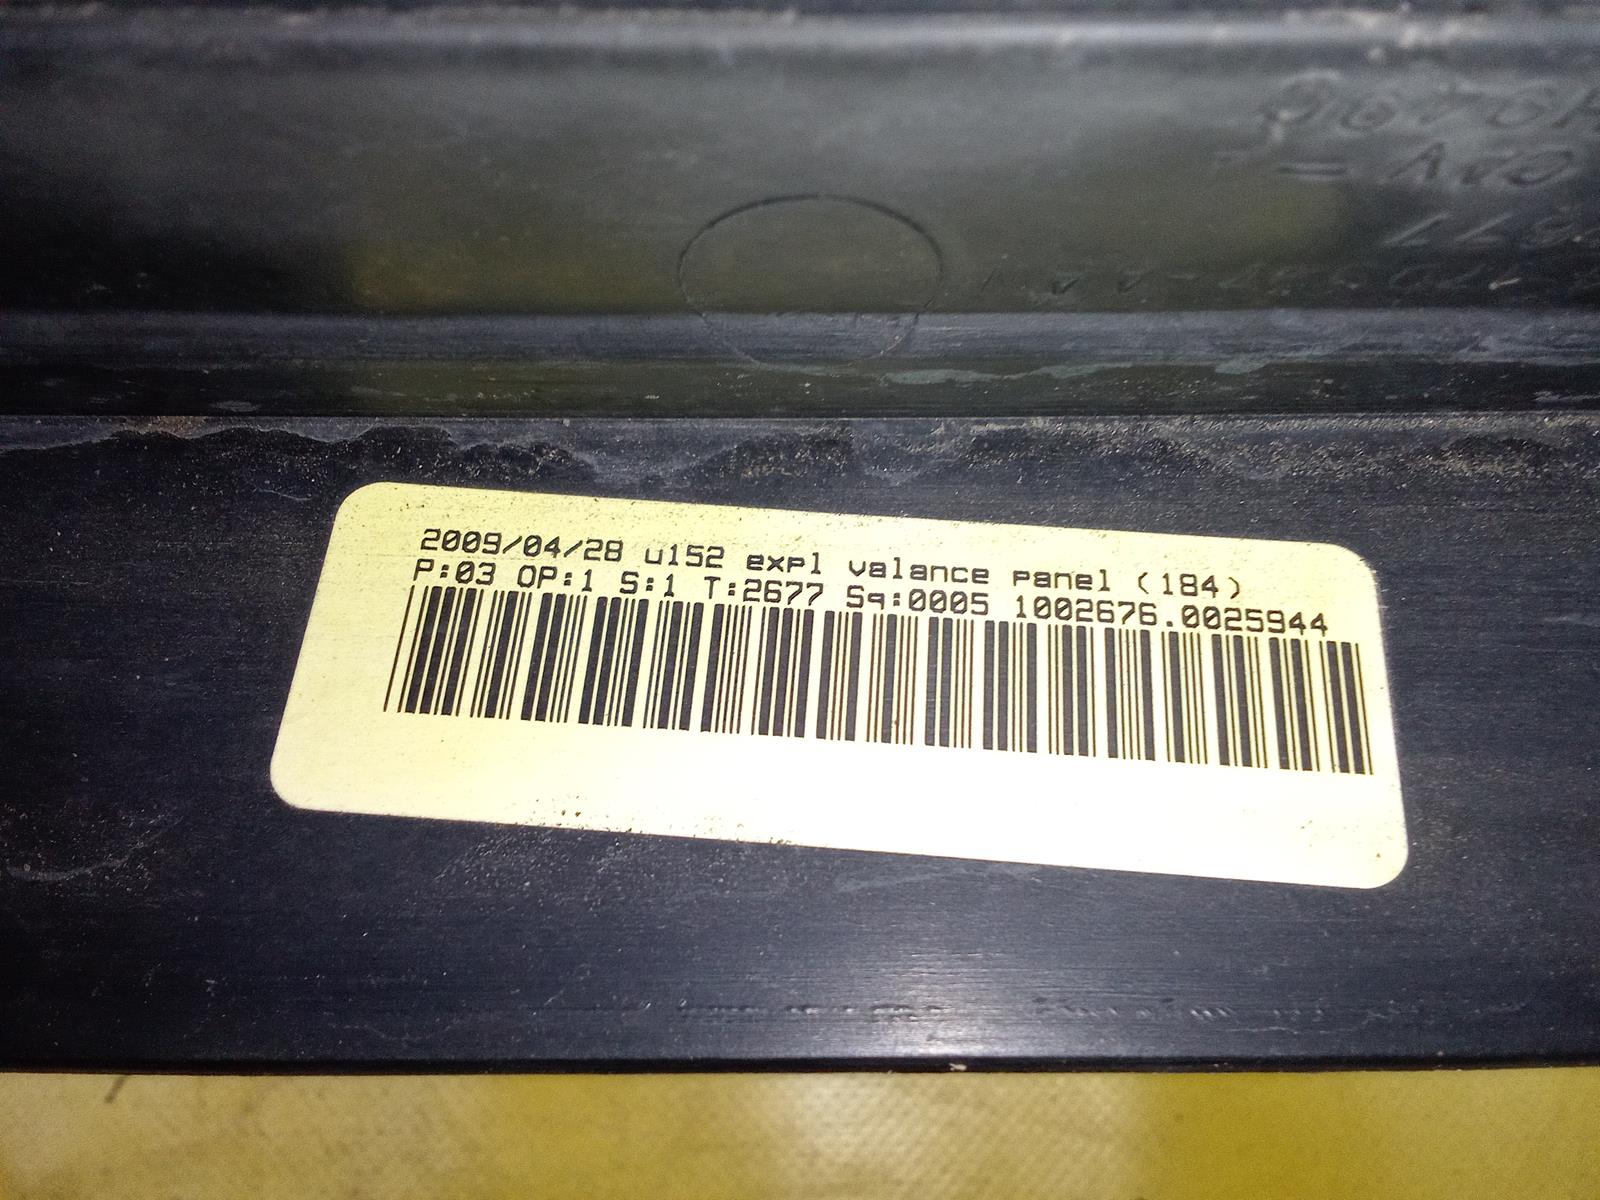 2009/04/28 u152 expl valance panel (184)
P:03 OP:1 S:1 T:2677 Sq:0005 1002676.0025944